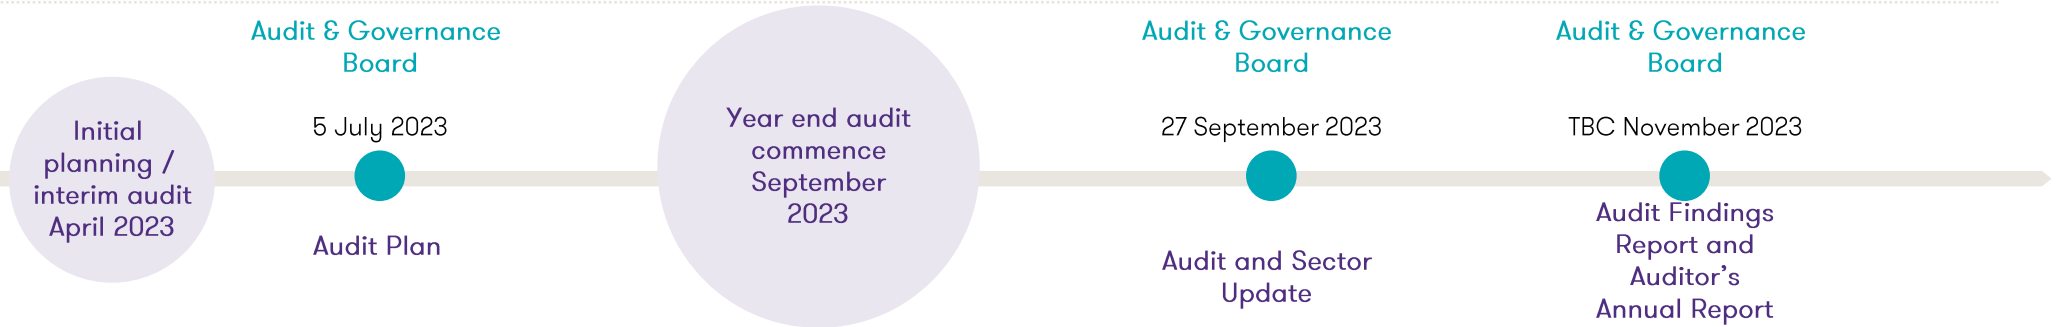 Initial
planning /
interim audit
April 2023
Audit & Governance
Board
5 July 2023
Audit Plan
Year end audit
commence
September
2023
Audit & Governance
Board
27 September 2023
Audit and Sector
Update
Audit & Governance
Board
TBC November 2023
Audit Findings
Report and
Auditor’s
Annual Report